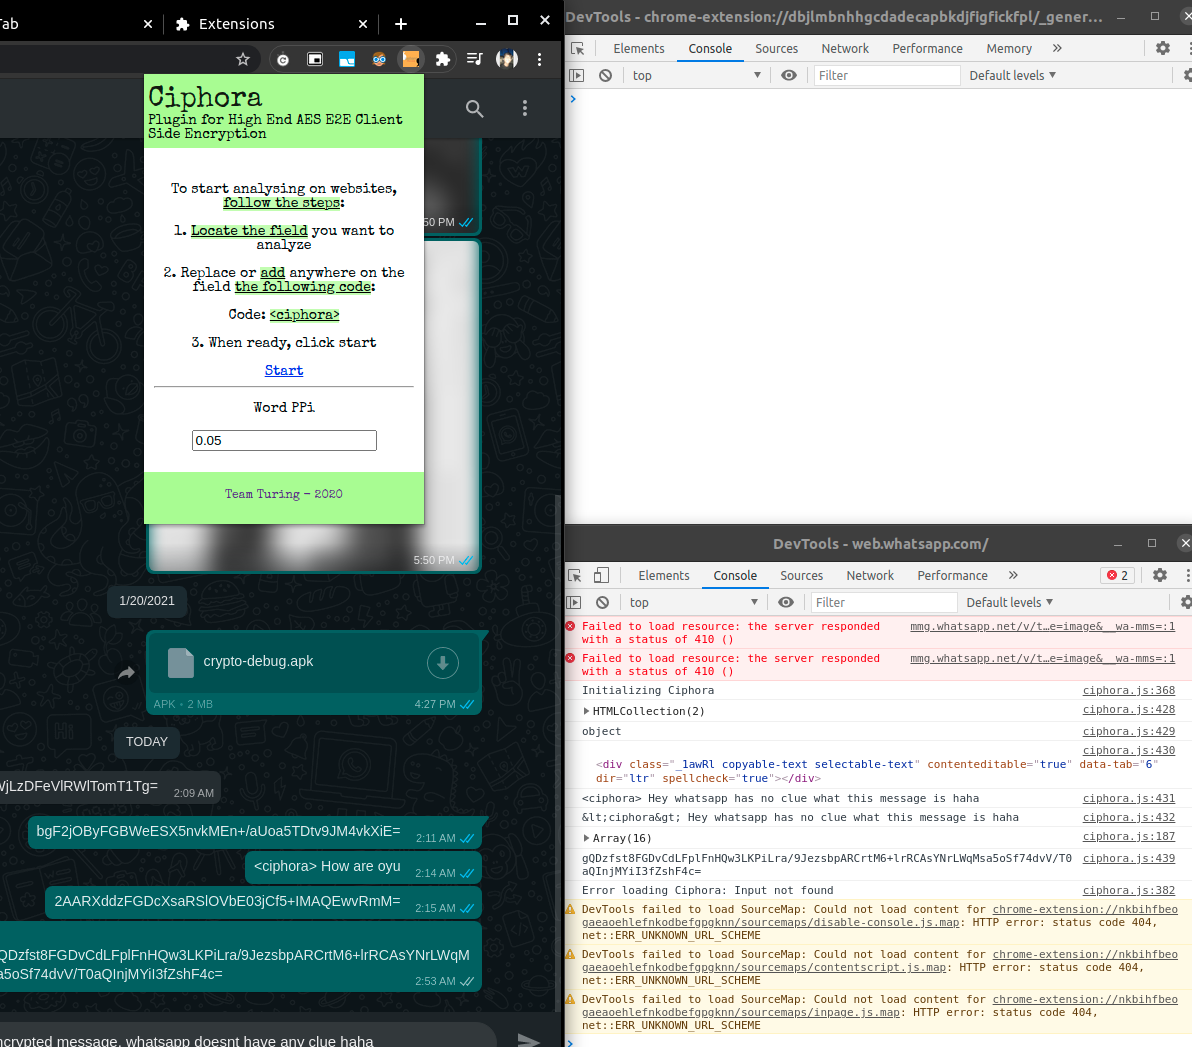 Tab
Extensions
Ciphora
Plugin for High End AES E2E Client
Side Encryption
To start analysing on websites,
follow the steps:
1. Locate the field you want to
analyze
2. Replace or add anywhere on the
field the following code:
Code: <ciphora>
3. When ready, click start
Start
Word PPi
0.05
Team Turing - 2020
:50 PM
5:50 PM
1/20/2021
crypto-debug.apk
APK • 2 MB
4:27 PM
TODAY
WjLzDFeVlRWlTomT1Tg=
2:09 AM
bgF2jOByFGBWeESX5nvkMEn+/aUoa5TDtv9JM4vkXiE=
2:11 AM
<ciphora> How are oyu
2:14 AM
2AARXddzFGDcXsaRSlOVbE03jCf5+IMAQEwvRmM=
2:15 AM
QDzfst8FGDvCdLFplFnHQw3LKPiLra/9JezsbpARCrtM6+lrRCAsYNrLWqM
a5oSf74dvV/T0aQInjMYiI3fZshF4c=
2:53 AM
ncrypted message, whatsapp doesnt have any clue haha
DevTools - chrome-extension://dbjlmbnhhgcdadecapbkdjfigfickfpl/_gener...
Elements Console Sources Network Performance Memory »
top Filter Default levels
DevTools - web.whatsapp.com/
Elements Console Sources Network Performance » 2
top Filter Default levels
Failed to load resource: the server responded mmg.whatsapp.net/v/t…e=image&__wa-mms=:1
with a status of 410 ()
Failed to load resource: the server responded mmg.whatsapp.net/v/t…e=image&__wa-mms=:1
with a status of 410 ()
Initializing Ciphora ciphora.js:368
HTMLCollection(2) ciphora.js:428
object ciphora.js:429
ciphora.js:430
<div class="_1awRl copyable-text selectable-text" contenteditable="true" data-tab="6"
dir="ltr" spellcheck="true"></div>
<ciphora> Hey whatsapp has no clue what this message is haha ciphora.js:431
&lt;ciphora&gt; Hey whatsapp has no clue what this message is haha ciphora.js:432
Array(16) ciphora.js:187
gQDzfst8FGDvCdLFplFnHQw3LKPiLra/9JezsbpARCrtM6+lrRCAsYNrLWqMsa5oSf74dvV/T0 ciphora.js:439
aQInjMYiI3fZshF4c=
Error loading Ciphora: Input not found ciphora.js:382
DevTools failed to load SourceMap: Could not load content for chrome-extension://nkbihfbeo
gaeaoehlefnkodbefgpgknn/sourcemaps/disable-console.js.map: HTTP error: status code 404,
net::ERR_UNKNOWN_URL_SCHEME
DevTools failed to load SourceMap: Could not load content for chrome-extension://nkbihfbeo
gaeaoehlefnkodbefgpgknn/sourcemaps/contentscript.js.map: HTTP error: status code 404,
net::ERR_UNKNOWN_URL_SCHEME
DevTools failed to load SourceMap: Could not load content for chrome-extension://nkbihfbeo
gaeaoehlefnkodbefgpgknn/sourcemaps/inpage.js.map: HTTP error: status code 404,
net::ERR_UNKNOWN_URL_SCHEME